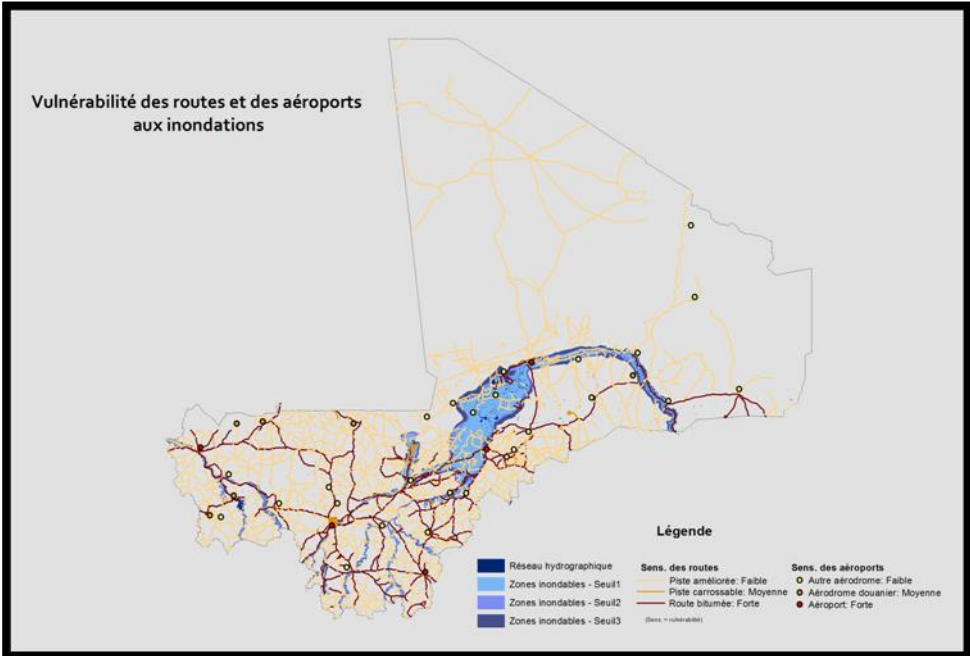 Vulnérabilité des routes et des aéroports
aux inondations
Légende
Réseau hydrographique
Zones inondables - Seuil1
Zones inondables - Seuil2
Zones inondables - Seuil3
Sens. des routes
Piste améliorée: Faible
Piste carrossable: Moyenne
Route bitumée: Forte
(Sens. = vulnérabilité)
Sens. des aéroports
Autre aérodrome: Faible
Aérodrome douanier: Moyenne
Aéroport: Forte